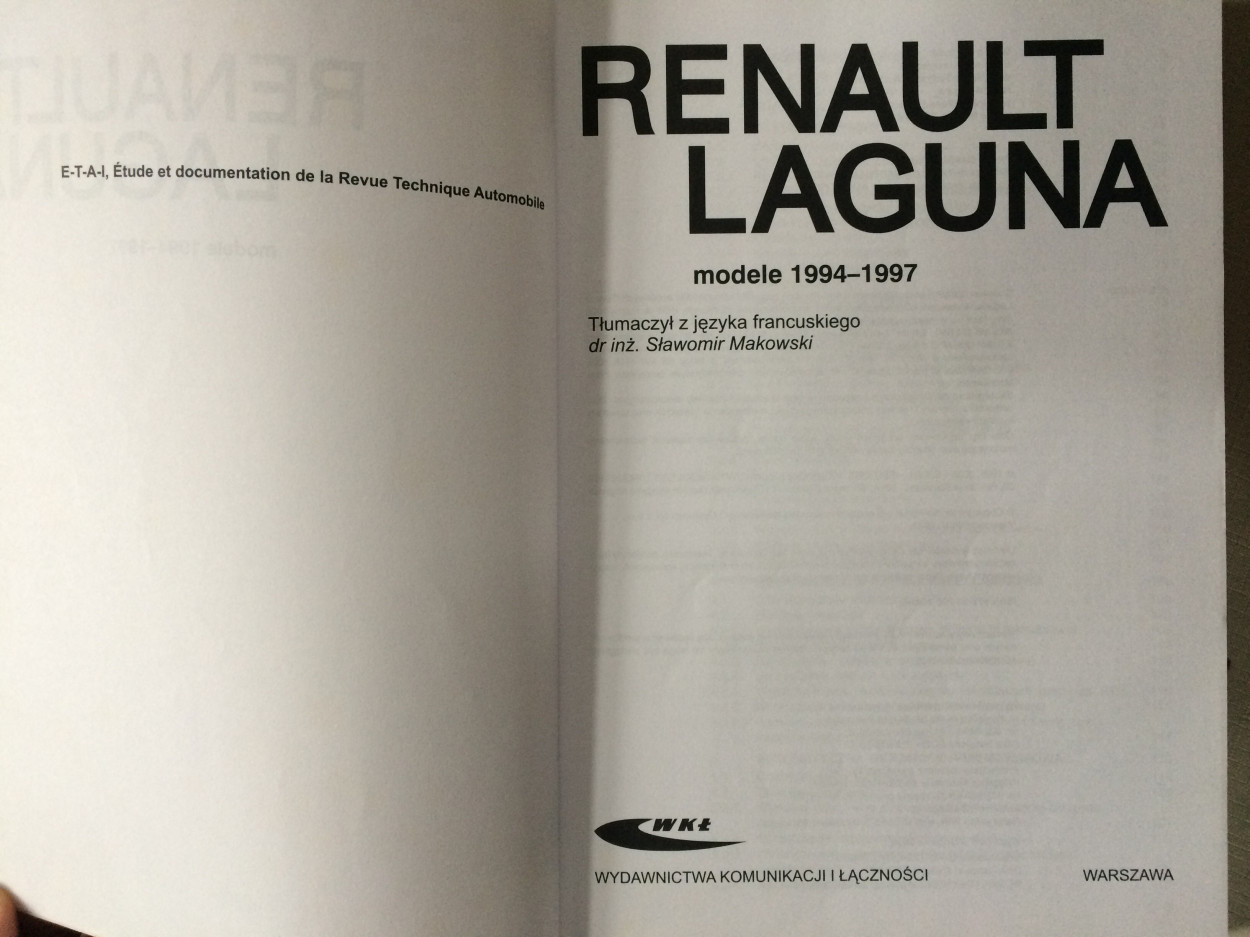 E-T-A-I, Étude et documentation de la Revue Technique Automobile
RENAULT
LAGUNA
modele 1994–1997
Tłumaczył z języka francuskiego
dr inż. Sławomir Makowski
WKŁ
WYDAWNICTWA KOMUNIKACJI I ŁĄCZNOŚCI WARSZAWA